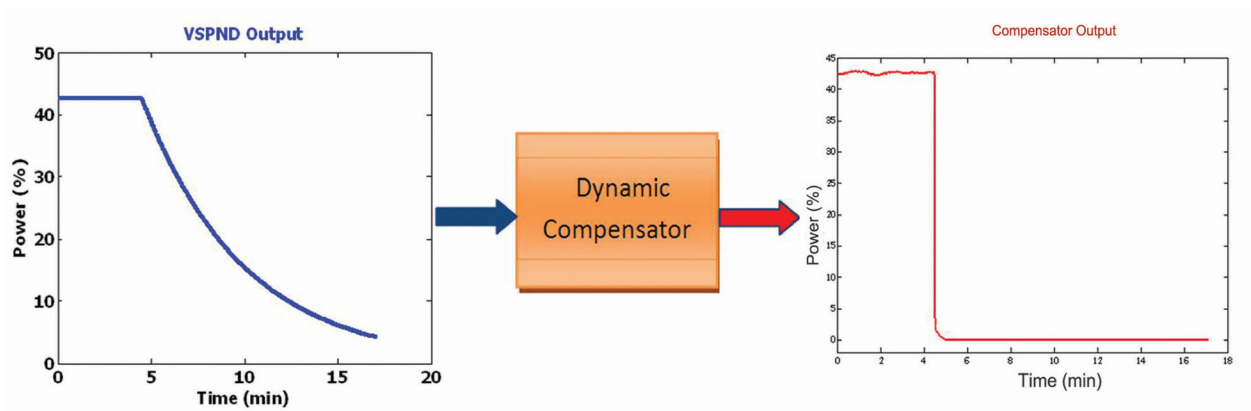 VSPND Output
50
40
30
20
10
0
Power (%)
0 5 10 15 20
Time (min)
Dynamic
Compensator
Compensator Output
45
40
35
30
25
20
15
10
5
0
Power (%)
0 2 4 6 8 10 12 14 16 18
Time (min)